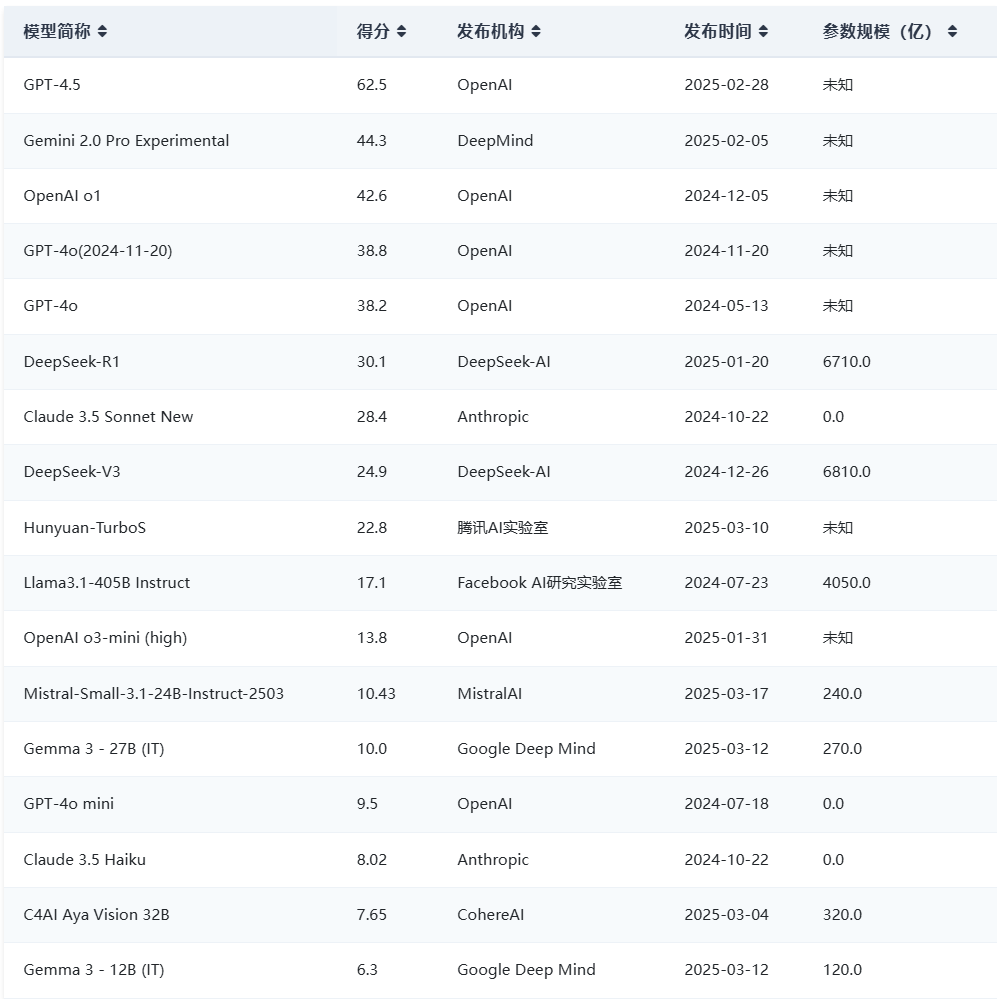 模型简称 得分 发布机构 发布时间 参数规模（亿）
GPT-4.5 62.5 OpenAI 2025-02-28 未知
Gemini 2.0 Pro Experimental 44.3 DeepMind 2025-02-05 未知
OpenAI o1 42.6 OpenAI 2024-12-05 未知
GPT-4o(2024-11-20) 38.8 OpenAI 2024-11-20 未知
GPT-4o 38.2 OpenAI 2024-05-13 未知
DeepSeek-R1 30.1 DeepSeek-AI 2025-01-20 6710.0
Claude 3.5 Sonnet New 28.4 Anthropic 2024-10-22 0.0
DeepSeek-V3 24.9 DeepSeek-AI 2024-12-26 6810.0
Hunyuan-TurboS 22.8 腾讯AI实验室 2025-03-10 未知
Llama3.1-405B Instruct 17.1 Facebook AI研究实验室 2024-07-23 4050.0
OpenAI o3-mini (high) 13.8 OpenAI 2025-01-31 未知
Mistral-Small-3.1-24B-Instruct-2503 10.43 MistralAI 2025-03-17 240.0
Gemma 3 - 27B (IT) 10.0 Google Deep Mind 2025-03-12 270.0
GPT-4o mini 9.5 OpenAI 2024-07-18 0.0
Claude 3.5 Haiku 8.02 Anthropic 2024-10-22 0.0
C4AI Aya Vision 32B 7.65 CohereAI 2025-03-04 320.0
Gemma 3 - 12B (IT) 6.3 Google Deep Mind 2025-03-12 120.0